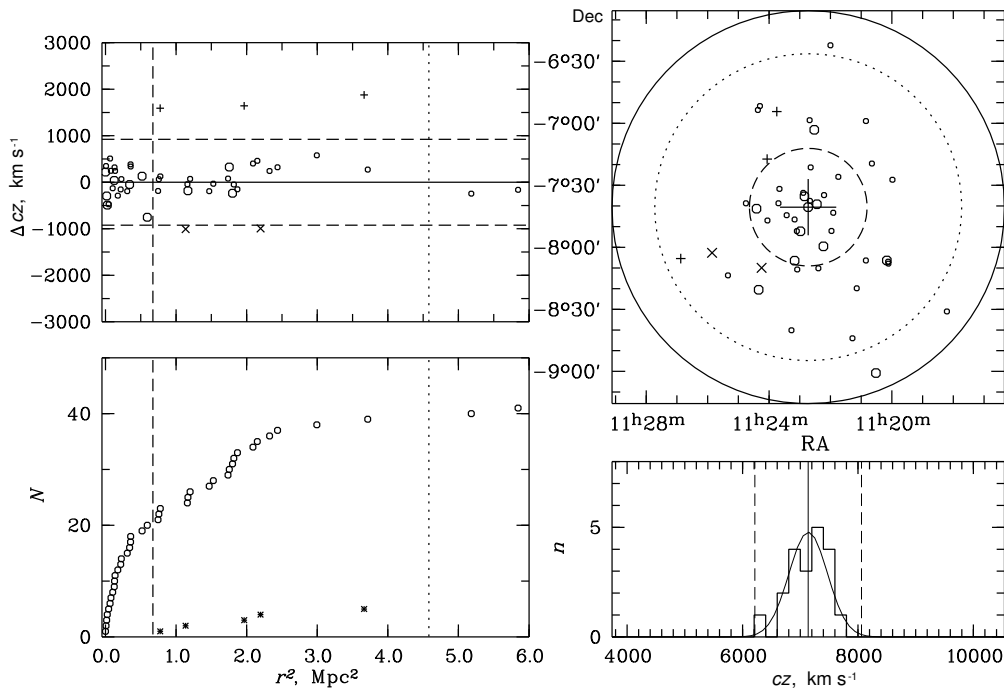 3000
2000
1000
0
−1000
−2000
−3000
Δ cz, km s⁻¹
40
20
0
N
0.0 1.0 2.0 3.0 4.0 5.0 6.0
r², Mpc²
Dec
−6°30′
−7°00′
−7°30′
−8°00′
−8°30′
−9°00′
11ʰ28ᵐ 11ʰ24ᵐ 11ʰ20ᵐ
RA
5
0
n
4000 6000 8000 10000
cz, km s⁻¹